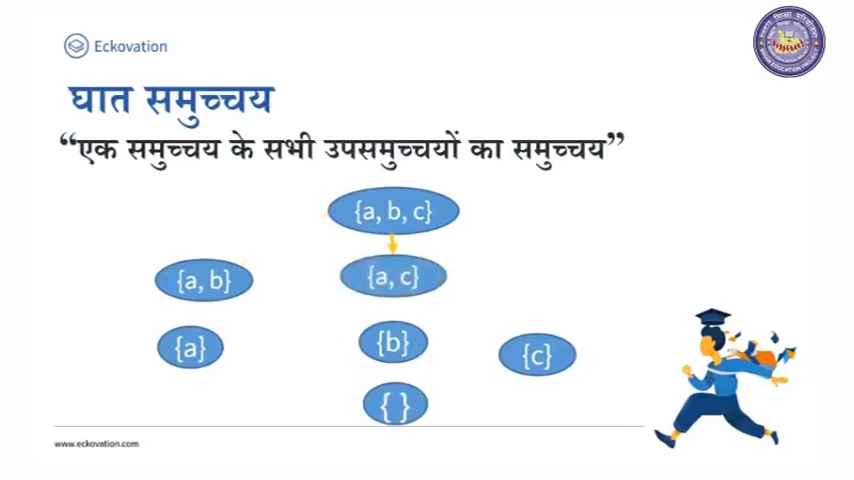 Eckovation
घात समुच्चय
“एक समुच्चय के सभी उपसमुच्चयों का समुच्चय”
{a, b, c}
{a, b}
{a, c}
{a}
{b}
{c}
{ }
www.eckovation.com